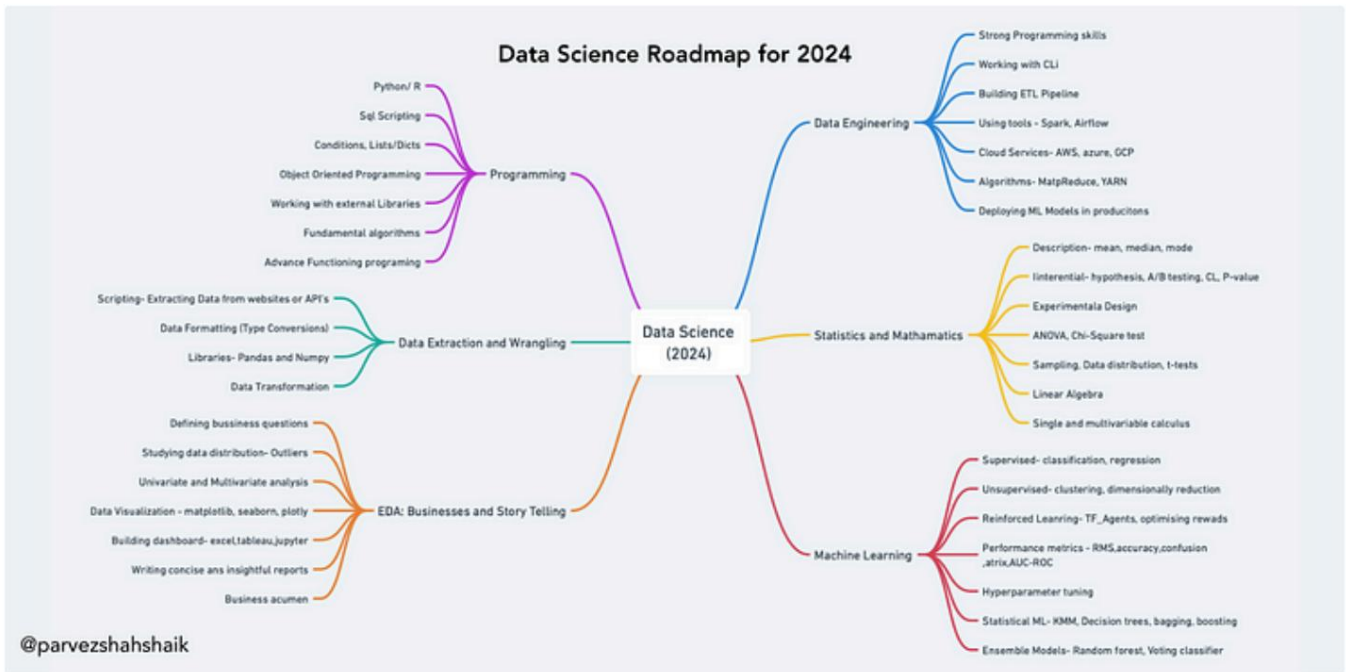 Data Science Roadmap for 2024
Python/ R
Sql Scripting
Conditions, Lists/Dicts
Object Oriented Programming
Working with external Libraries
Fundamental algorithms
Advance Functioning programing
Programming
Scripting- Extracting Data from websites or API's
Data Formatting (Type Conversions)
Libraries- Pandas and Numpy
Data Transformation
Data Extraction and Wrangling
Defining bussiness questions
Studying data distribution- Outliers
Univariate and Multivariate analysis
Data Visualization - matplotlib, seaborn, plotly
Building dashboard- excel,tableau,jupyter
Writing concise ans insightful reports
Business acumen
EDA: Businesses and Story Telling
Data Science
(2024)
Data Engineering
Strong Programming skills
Working with CLi
Building ETL Pipeline
Using tools - Spark, Airflow
Cloud Services- AWS, azure, GCP
Algorithms- MatpReduce, YARN
Deploying ML Models in producitons
Statistics and Mathamatics
Description- mean, median, mode
Iinterential- hypothesis, A/B testing, CL, P-value
Experimentala Design
ANOVA, Chi-Square test
Sampling, Data distribution, t-tests
Linear Algebra
Single and multivariable calculus
Machine Learning
Supervised- classification, regression
Unsupervised- clustering, dimensionally reduction
Reinforced Leanring- TF_Agents, optimising rewads
Performance metrics - RMS,accuracy,confusion
,atrix,AUC-ROC
Hyperparameter tuning
Statistical ML- KMM, Decision trees, bagging, boosting
Ensemble Models- Random forest, Voting classifier
@parvezshahshaik